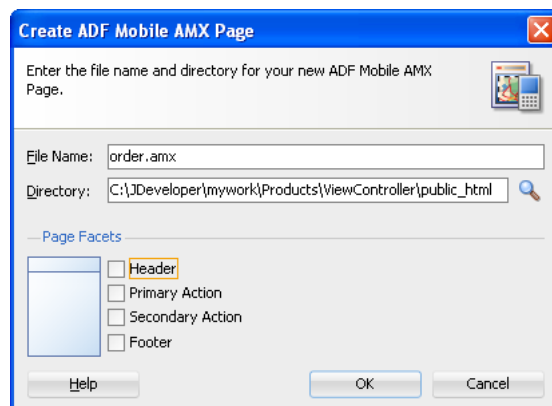 Create ADF Mobile AMX Page
Enter the file name and directory for your new ADF Mobile AMX
Page.
File Name: order.amx
Directory: C:\JDeveloper\mywork\Products\ViewController\public_html
Page Facets
Header
Primary Action
Secondary Action
Footer
Help OK Cancel